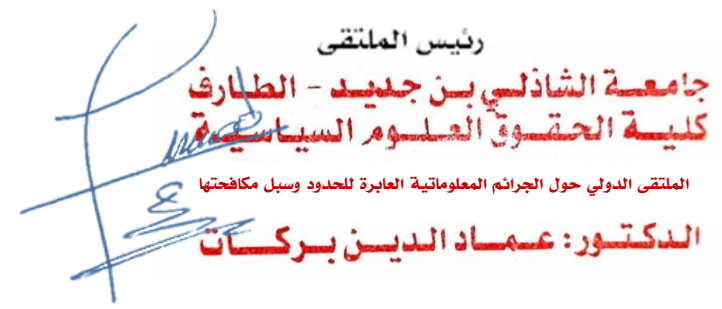 رئيس الملتقى
جامعة الشاذلي بن جديد - الطارف
كلية الحقوق العلوم السياسية
الملتقى الدولي حول الجرائم المعلوماتية العابرة للحدود وسبل مكافحتها
الدكتور: عماد الدين بركات